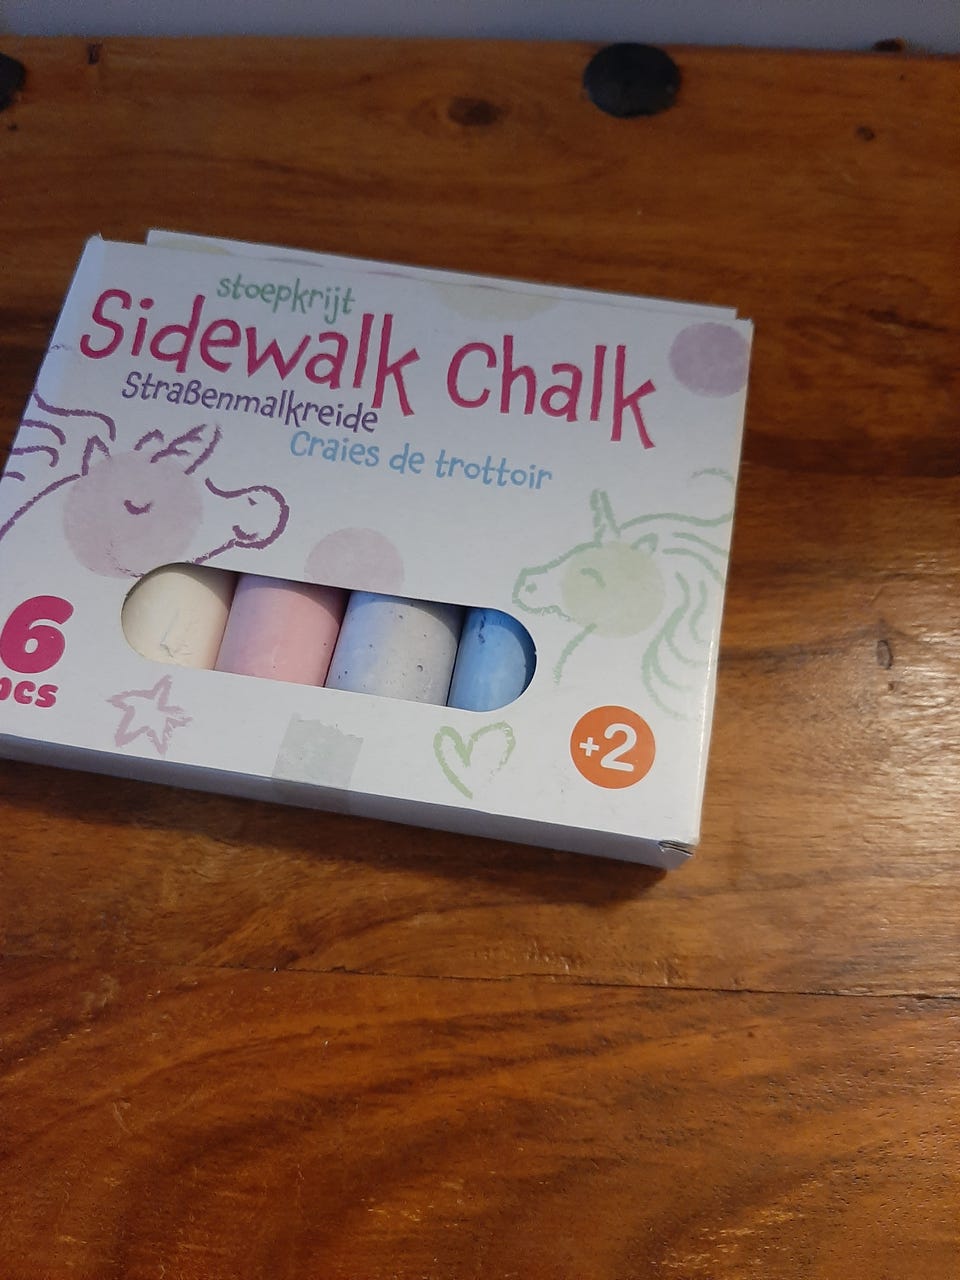 stoepkrijt
Sidewalk Chalk
Straßenmalkreide
Craies de trottoir
6
pcs
+2